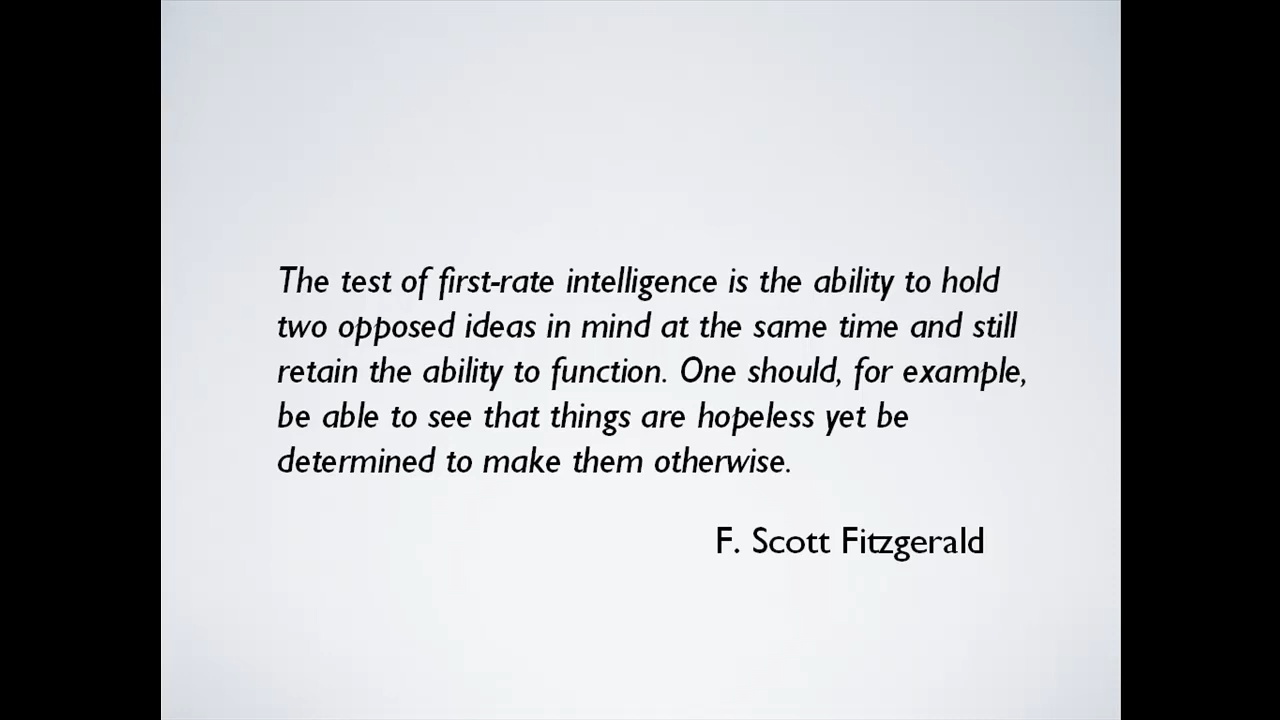 The test of first-rate intelligence is the ability to hold
two opposed ideas in mind at the same time and still
retain the ability to function. One should, for example,
be able to see that things are hopeless yet be
determined to make them otherwise.
F. Scott Fitzgerald